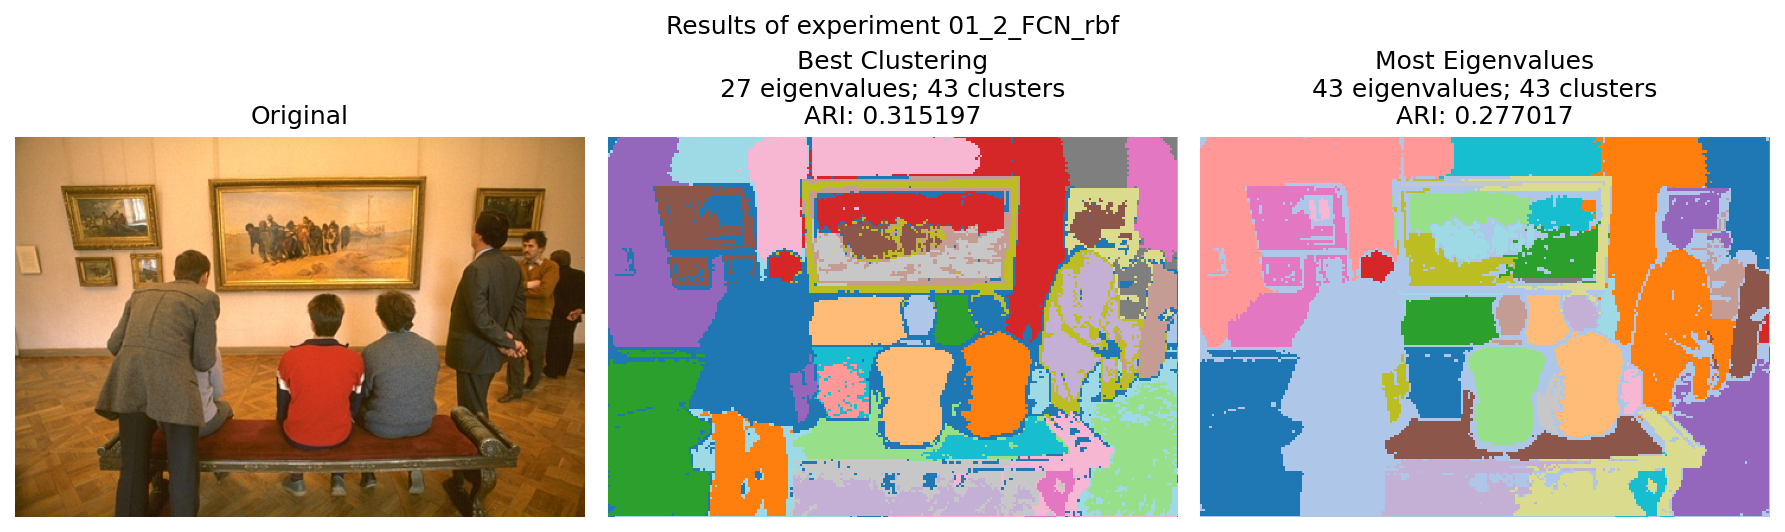 Results of experiment 01_2_FCN_rbf
Original
Best Clustering
27 eigenvalues; 43 clusters
ARI: 0.315197
Most Eigenvalues
43 eigenvalues; 43 clusters
ARI: 0.277017